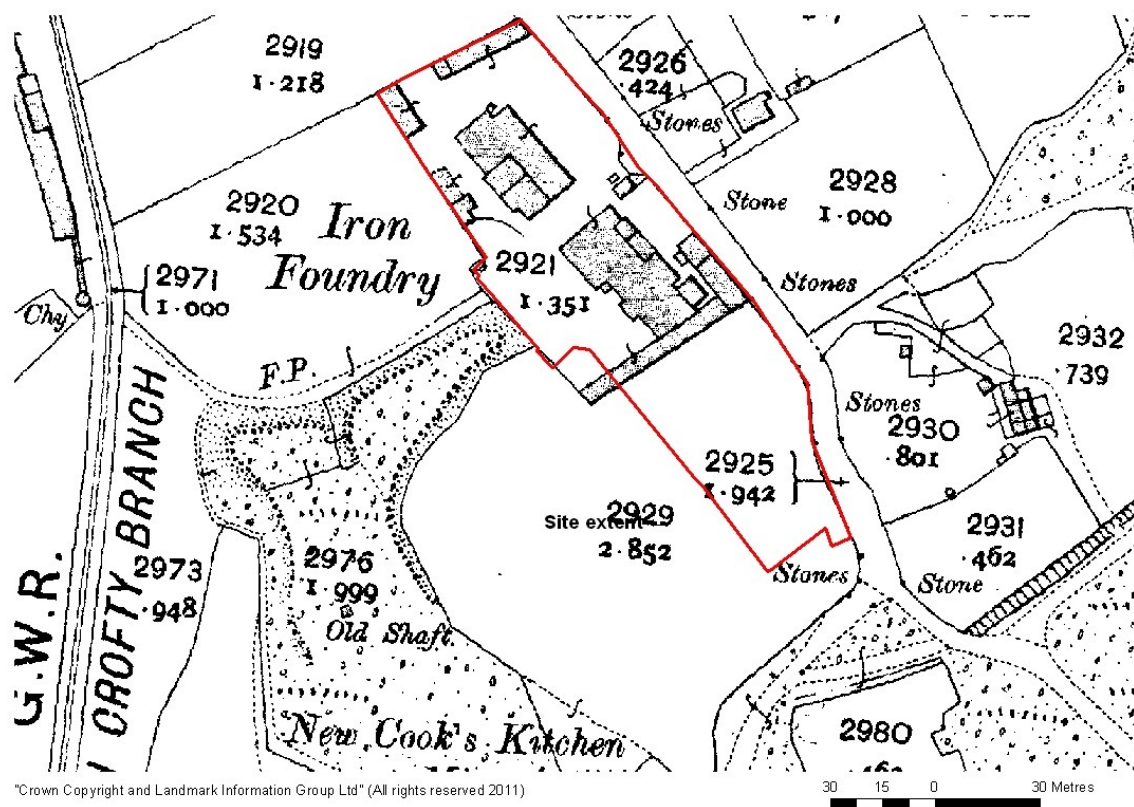 2919
1·218
2926
·424
Stones
2928
1·000
Stone
2920
1·534
Iron
Foundry
2921
1·351
2971
1·000
Chy
Stones
2932
·739
F.P.
Stones
2930
·801
2925
1·942
Site extent
2929
2·852
2931
·462
Stones
Stone
2973
·948
2976
1·999
Old Shaft
G.W.R.
CROFTY BRANCH
New Cook's Kitchen
2980
"Crown Copyright and Landmark Information Group Ltd" (All rights reserved 2011)
30 15 0 30 Metres